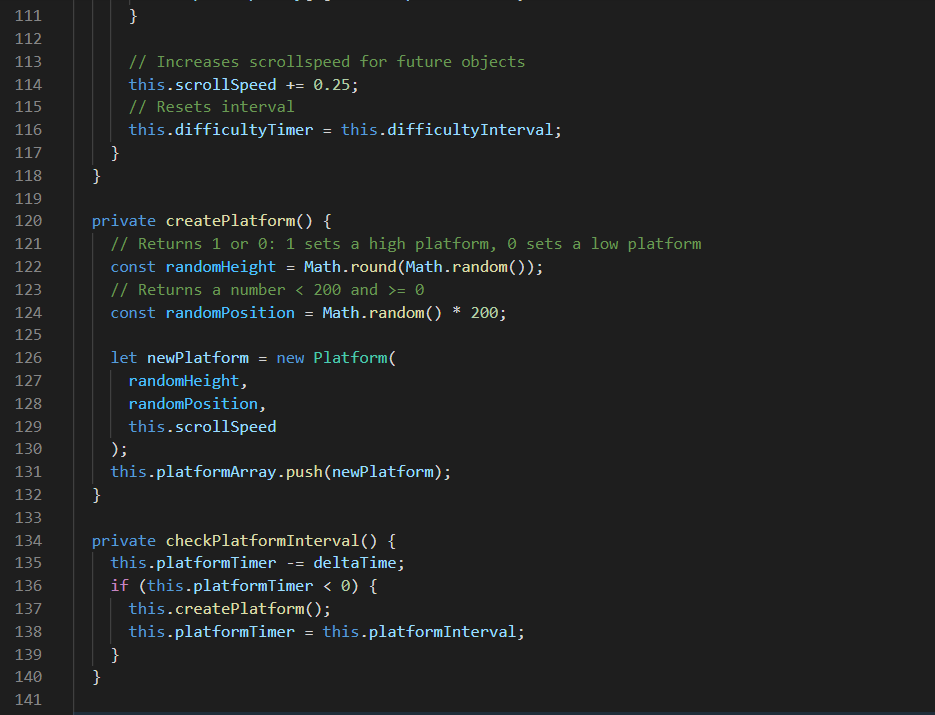 111 }
112
113 // Increases scrollspeed for future objects
114 this.scrollSpeed += 0.25;
115 // Resets interval
116 this.difficultyTimer = this.difficultyInterval;
117 }
118 }
119
120 private createPlatform() {
121 // Returns 1 or 0: 1 sets a high platform, 0 sets a low platform
122 const randomHeight = Math.round(Math.random());
123 // Returns a number < 200 and >= 0
124 const randomPosition = Math.random() * 200;
125
126 let newPlatform = new Platform(
127 randomHeight,
128 randomPosition,
129 this.scrollSpeed
130 );
131 this.platformArray.push(newPlatform);
132 }
133
134 private checkPlatformInterval() {
135 this.platformTimer -= deltaTime;
136 if (this.platformTimer < 0) {
137 this.createPlatform();
138 this.platformTimer = this.platformInterval;
139 }
140 }
141